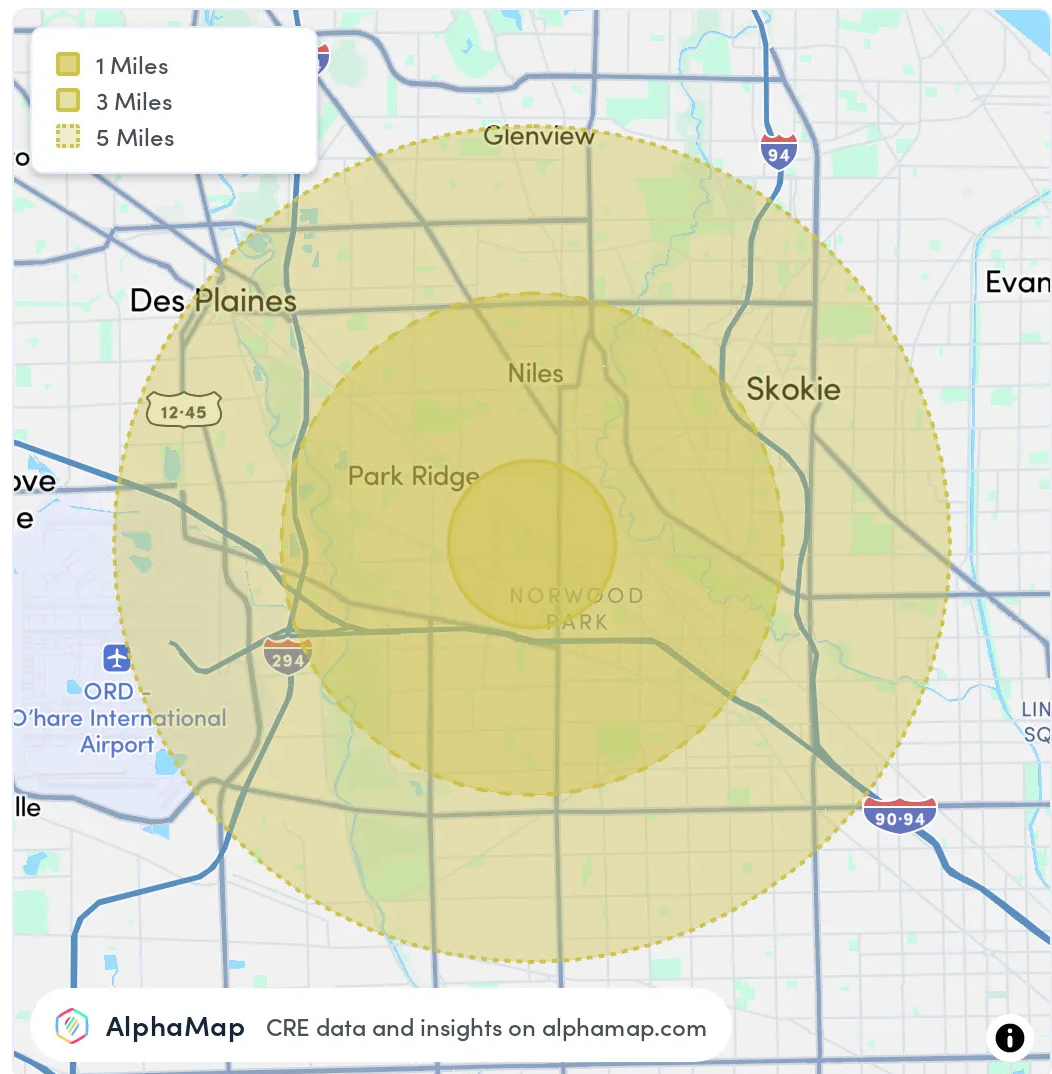 1 Miles
3 Miles
5 Miles
Glenview
94
Des Plaines
Evan
Niles
12·45
Skokie
Park Ridge
ove
e
NORWOOD
PARK
294
ORD -
O'hare International
Airport
LIN
SQ
lle
90·94
AlphaMap CRE data and insights on alphamap.com